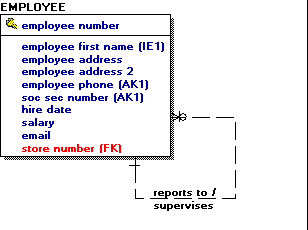 EMPLOYEE
employee number
employee first name (IE1)
employee address
employee address 2
employee phone (AK1)
soc sec number (AK1)
hire date
salary
email
store number (FK)
reports to /
supervises